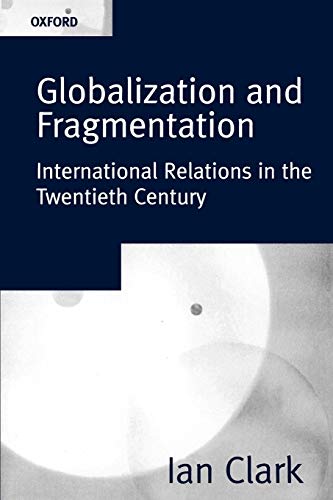 OXFORD
Globalization and
Fragmentation
International Relations in the
Twentieth Century
Ian Clark